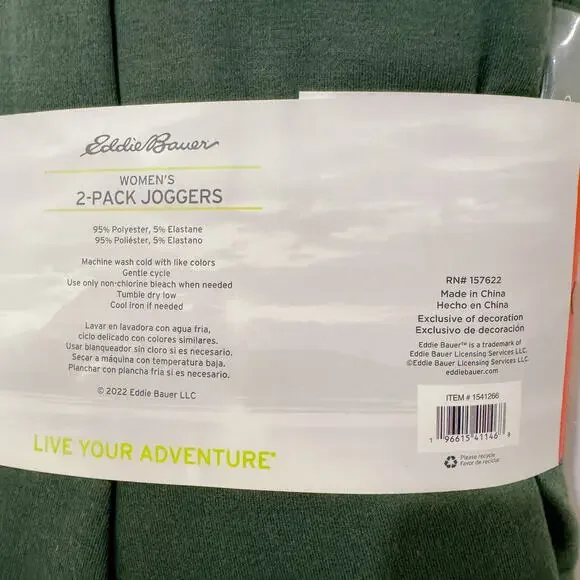 Eddie Bauer
WOMEN'S
2-PACK JOGGERS
95% Polyester, 5% Elastane
95% Poliéster, 5% Elastano
Machine wash cold with like colors
Gentle cycle
Use only non-chlorine bleach when needed
Tumble dry low
Cool iron if needed
Lavar en lavadora con agua fria,
ciclo delicado con colores similares.
Usar blanqueador sin cloro si es necesario.
Secar a máquina con temperatura baja.
Planchar con plancha fria si es necesario.
© 2022 Eddie Bauer LLC
LIVE YOUR ADVENTURE*
RN# 157622
Made in China
Hecho en China
Exclusive of decoration
Exclusivo de decoración
Eddie Bauer™ is a trademark of
Eddie Bauer Licensing Services LLC.
©Eddie Bauer Licensing Services LLC.
eddiebauer.com
ITEM # 1541266
1 96615 41146 8
Please recycle
Favor de reciclar